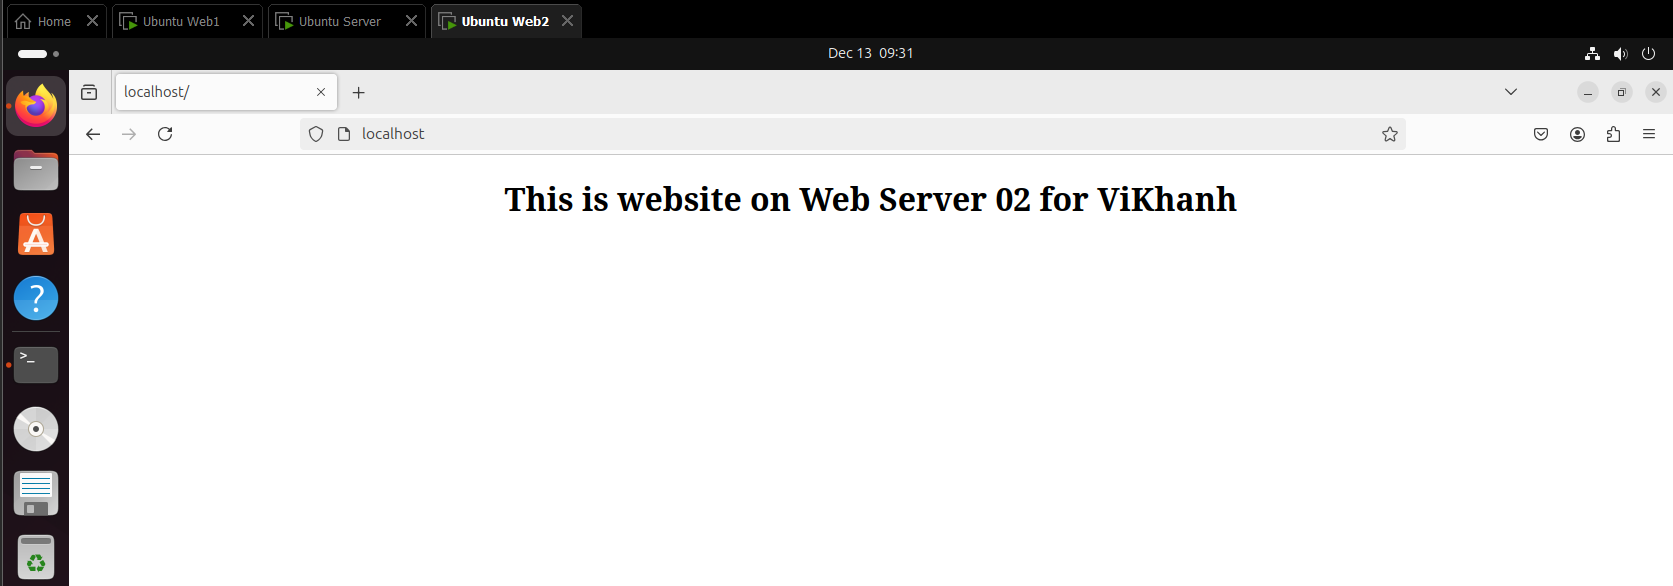 Home
Ubuntu Web1
Ubuntu Server
Ubuntu Web2
Dec 13 09:31
localhost/
localhost
This is website on Web Server 02 for ViKhanh